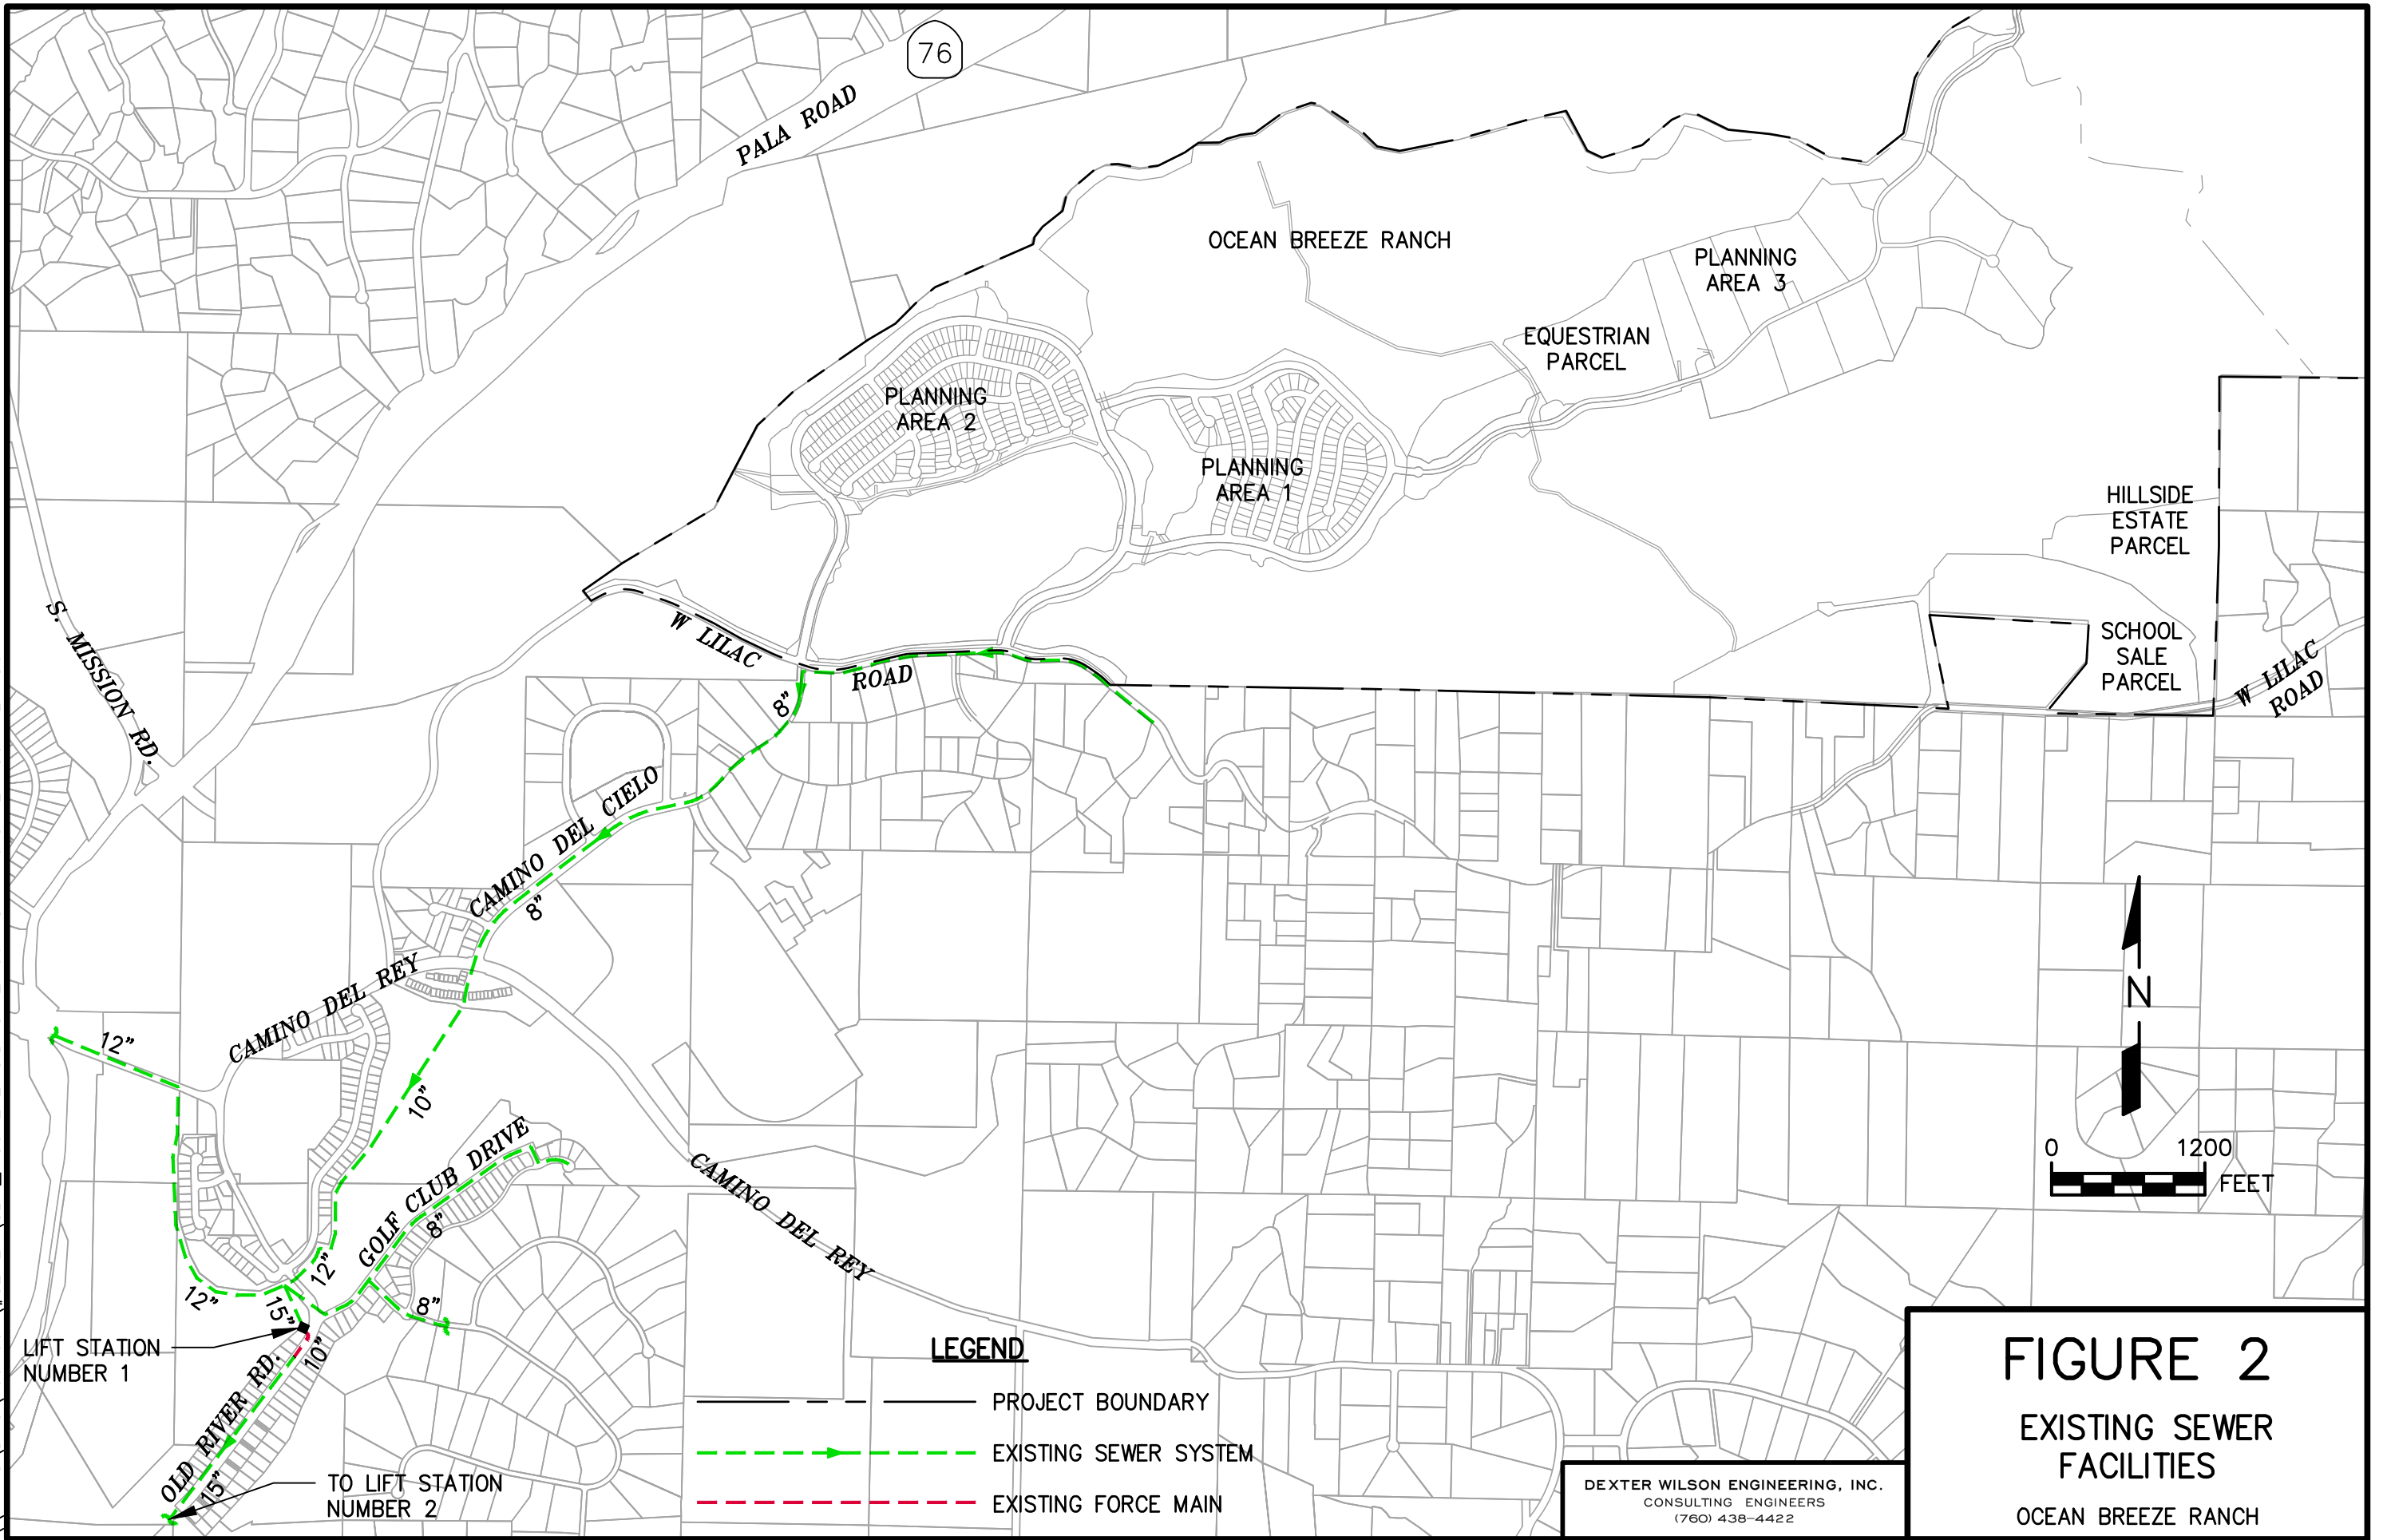 76
PALA ROAD
OCEAN BREEZE RANCH
PLANNING
AREA 3
EQUESTRIAN
PARCEL
PLANNING
AREA 2
PLANNING
AREA 1
HILLSIDE
ESTATE
PARCEL
S. MISSION RD.
W LILAC
ROAD
SCHOOL
SALE
PARCEL
W LILAC
ROAD
8"
CAMINO DEL CIELO
8"
CAMINO DEL REY
12"
10"
N
0 1200
FEET
GOLF CLUB DRIVE
8"
CAMINO DEL REY
12"
12"
15"
8"
LIFT STATION
NUMBER 1
10"
OLD RIVER RD.
15"
TO LIFT STATION
NUMBER 2
LEGEND
PROJECT BOUNDARY
EXISTING SEWER SYSTEM
EXISTING FORCE MAIN
DEXTER WILSON ENGINEERING, INC.
CONSULTING ENGINEERS
(760) 438-4422
FIGURE 2
EXISTING SEWER
FACILITIES
OCEAN BREEZE RANCH